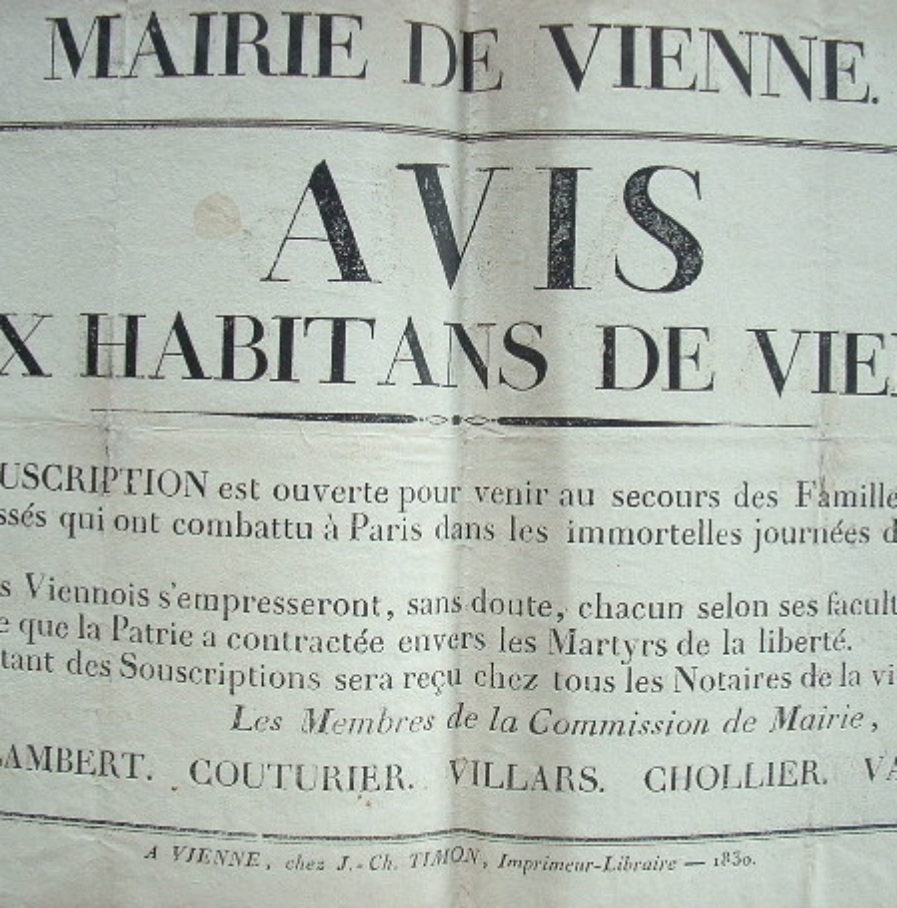 MAIRIE DE VIENNE.
AVIS
X HABITANS DE VIE
USCRIPTION est ouverte pour venir au secours des Famille
ssés qui ont combattu à Paris dans les immortelles journées d
s Viennois s'empresseront, sans doute, chacun selon ses facult
e que la Patrie a contractée envers les Martyrs de la liberté.
tant des Souscriptions sera reçu chez tous les Notaires de la vi
Les Membres de la Commission de Mairie,
LAMBERT. COUTURIER. VILLARS. CHOLLIER. VA
A VIENNE, chez J.-Ch. TIMON, Imprimeur-Libraire — 1830.